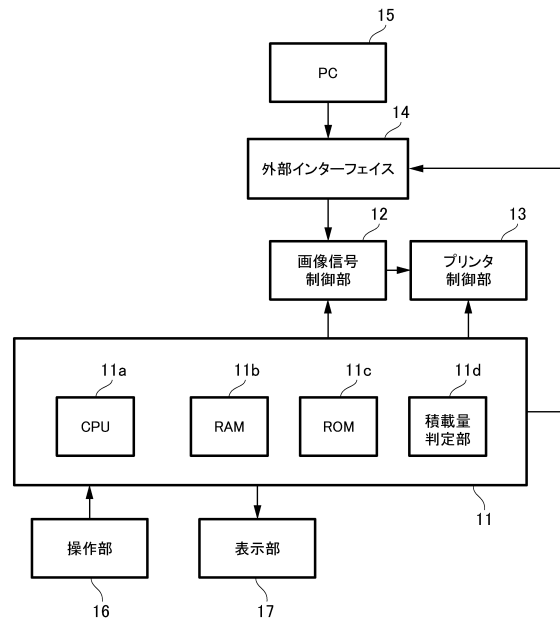 15
PC
14
外部インターフェイス
12
13
画像信号
制御部
プリンタ
制御部
11a
11b
11c
11d
CPU
RAM
ROM
積載量
判定部
11
操作部
表示部
16
17